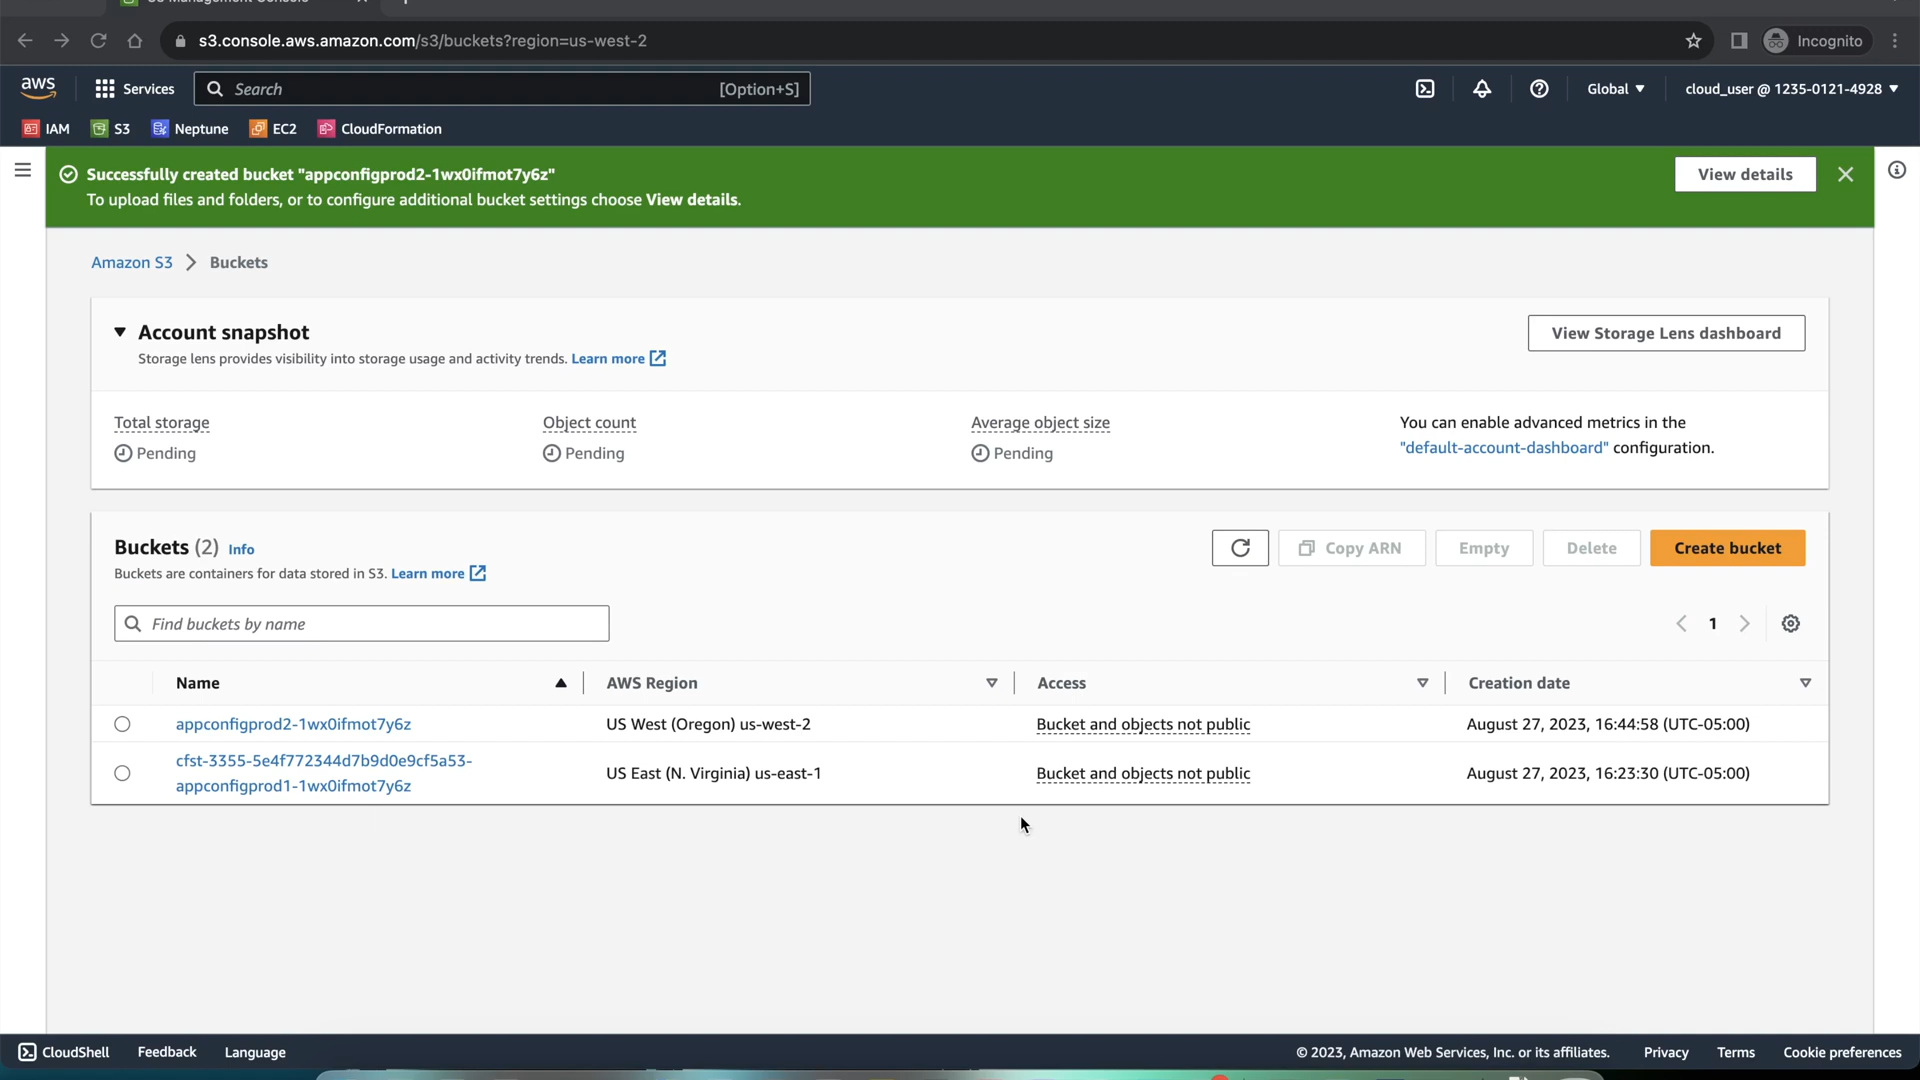 s3.console.aws.amazon.com/s3/buckets?region=us-west-2
Incognito
aws
Services
Search
[Option+S]
Global
cloud_user @ 1235-0121-4928
IAM
S3
Neptune
EC2
CloudFormation
Successfully created bucket "appconfigprod2-1wx0ifmot7y6z"
To upload files and folders, or to configure additional bucket settings choose View details.
View details
Amazon S3
Buckets
Account snapshot
Storage lens provides visibility into storage usage and activity trends. Learn more
View Storage Lens dashboard
Total storage
Pending
Object count
Pending
Average object size
Pending
You can enable advanced metrics in the
"default-account-dashboard" configuration.
Buckets (2) Info
Buckets are containers for data stored in S3. Learn more
Copy ARN
Empty
Delete
Create bucket
Find buckets by name
1
Name
AWS Region
Access
Creation date
appconfigprod2-1wx0ifmot7y6z
US West (Oregon) us-west-2
Bucket and objects not public
August 27, 2023, 16:44:58 (UTC-05:00)
cfst-3355-5e4f772344d7b9d0e9cf5a53-
appconfigprod1-1wx0ifmot7y6z
US East (N. Virginia) us-east-1
Bucket and objects not public
August 27, 2023, 16:23:30 (UTC-05:00)
CloudShell
Feedback
Language
© 2023, Amazon Web Services, Inc. or its affiliates.
Privacy
Terms
Cookie preferences